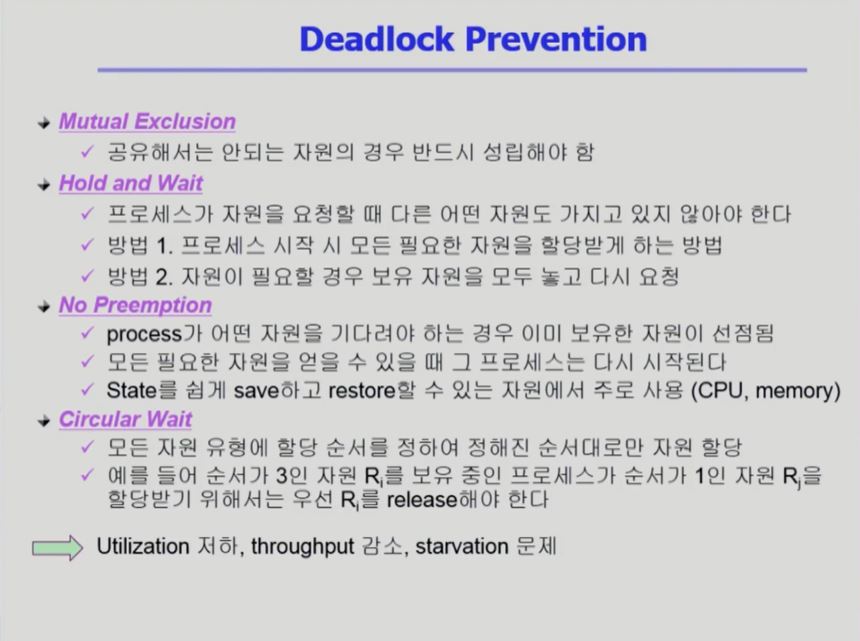 Deadlock Prevention
Mutual Exclusion
공유해서는 안되는 자원의 경우 반드시 성립해야 함
Hold and Wait
프로세스가 자원을 요청할 때 다른 어떤 자원도 가지고 있지 않아야 한다
방법 1. 프로세스 시작 시 모든 필요한 자원을 할당받게 하는 방법
방법 2. 자원이 필요할 경우 보유 자원을 모두 놓고 다시 요청
No Preemption
process가 어떤 자원을 기다려야 하는 경우 이미 보유한 자원이 선점됨
모든 필요한 자원을 얻을 수 있을 때 그 프로세스는 다시 시작된다
State를 쉽게 save하고 restore할 수 있는 자원에서 주로 사용 (CPU, memory)
Circular Wait
모든 자원 유형에 할당 순서를 정하여 정해진 순서대로만 자원 할당
예를 들어 순서가 3인 자원 Ri를 보유 중인 프로세스가 순서가 1인 자원 Rj을
할당받기 위해서는 우선 Ri를 release해야 한다
Utilization 저하, throughput 감소, starvation 문제